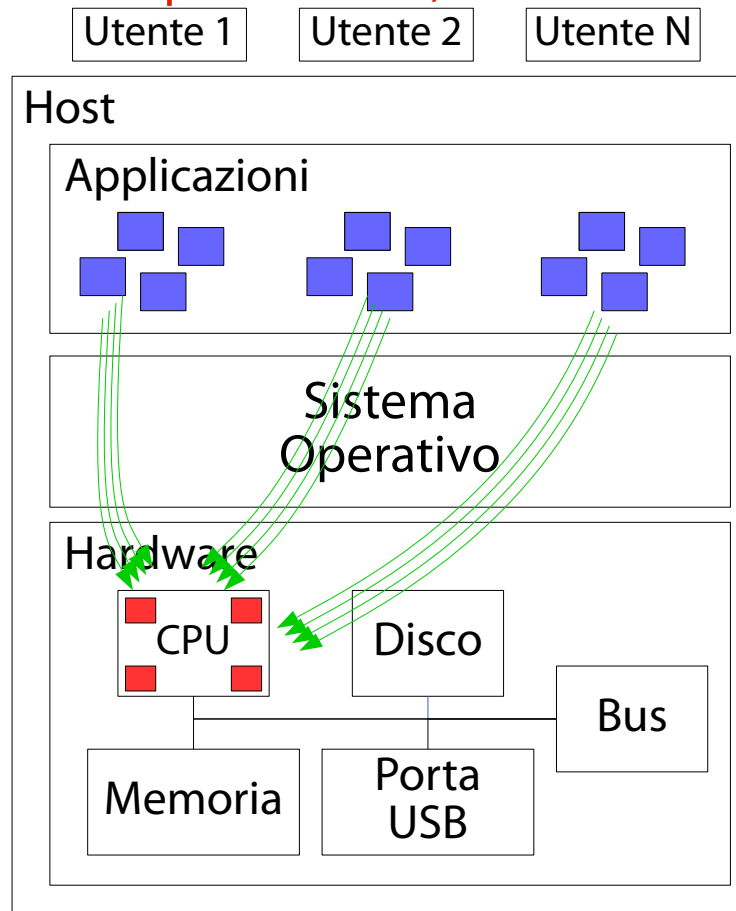 Utente 1
Utente 2
Utente N
Host
Applicazioni
Sistema
Operativo
Hardware
CPU
Disco
Bus
Memoria
Porta
USB